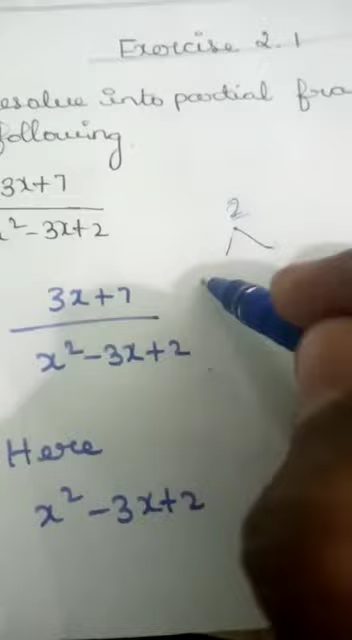 Exercise 2.1
esolve into partial fra
following
3x+7
x² - 3x + 2
2
3x+7
x² - 3x + 2
Here
x² - 3x + 2